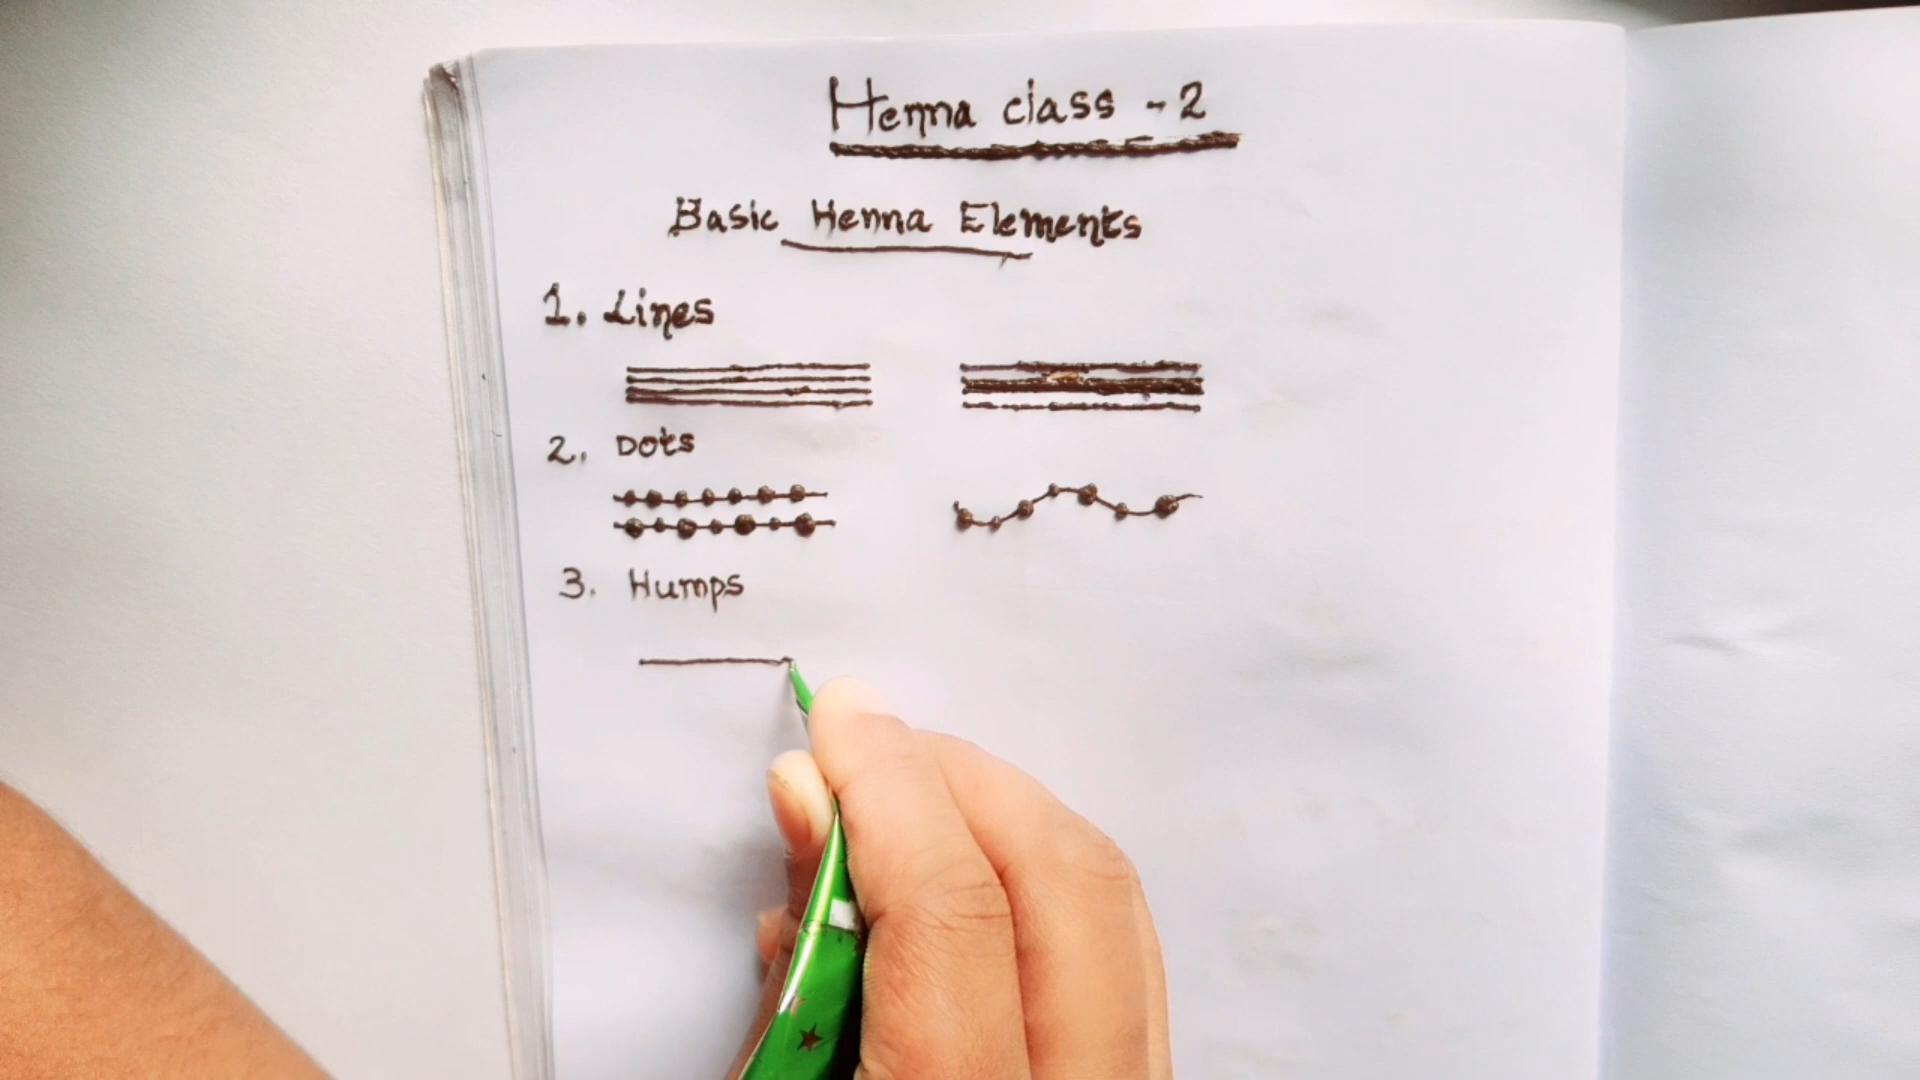 Henna class - 2
Basic Henna Elements
1. Lines
2. Dots
3. Humps